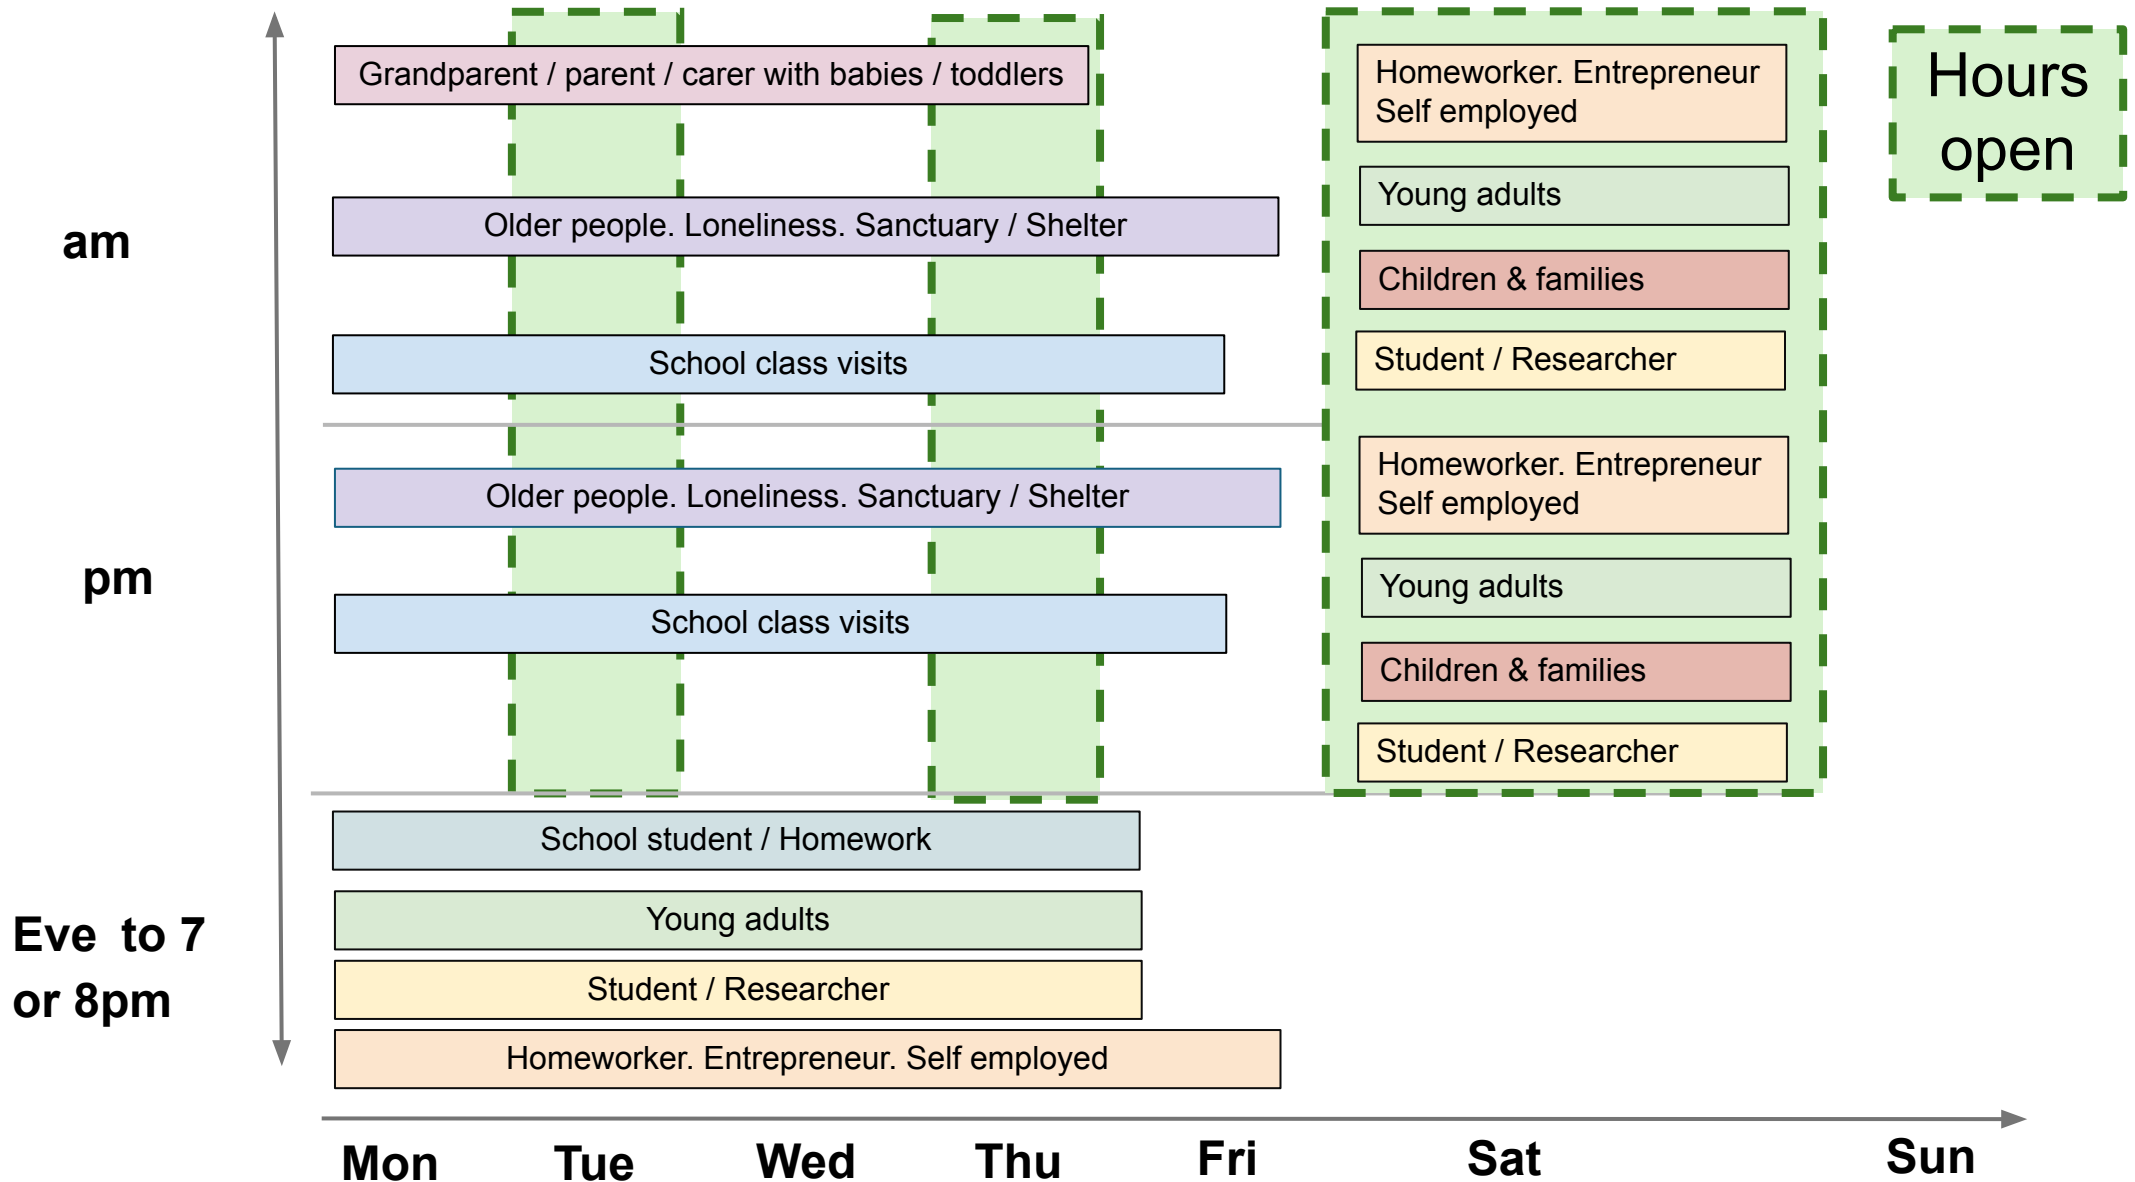 Grandparent / parent / carer with babies / toddlers
Homeworker. Entrepreneur
Self employed
Hours
open
Young adults
am
Older people. Loneliness. Sanctuary / Shelter
Children & families
School class visits
Student / Researcher
Older people. Loneliness. Sanctuary / Shelter
Homeworker. Entrepreneur
Self employed
pm
Young adults
School class visits
Children & families
Student / Researcher
School student / Homework
Eve to 7
or 8pm
Young adults
Student / Researcher
Homeworker. Entrepreneur. Self employed
Mon Tue Wed Thu Fri Sat Sun